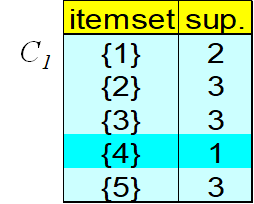 itemset sup.
C1 {1} 2
{2} 3
{3} 3
{4} 1
{5} 3